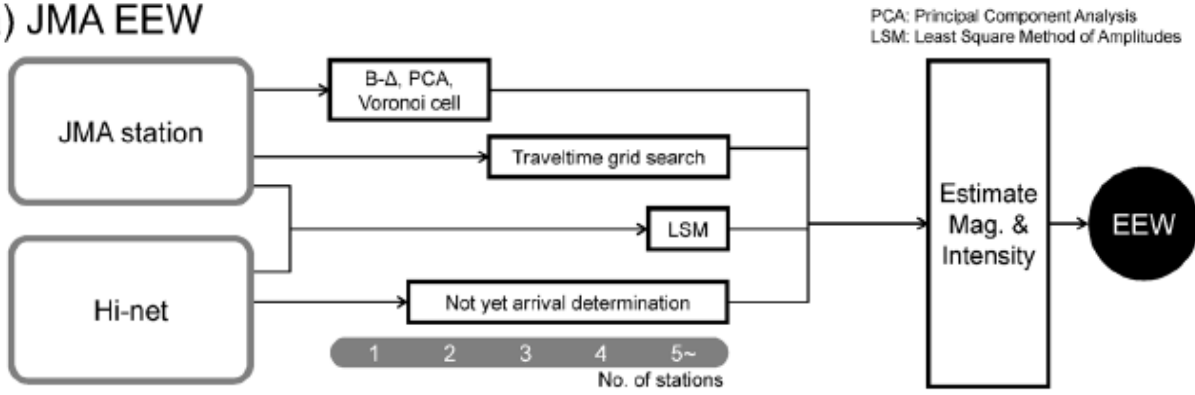 ) JMA EEW
PCA: Principal Component Analysis
LSM: Least Square Method of Amplitudes
JMA station
B-Δ, PCA,
Voronoi cell
Traveltime grid search
LSM
Hi-net
Not yet arrival determination
1 2 3 4 5~
No. of stations
Estimate
Mag. &
Intensity
EEW